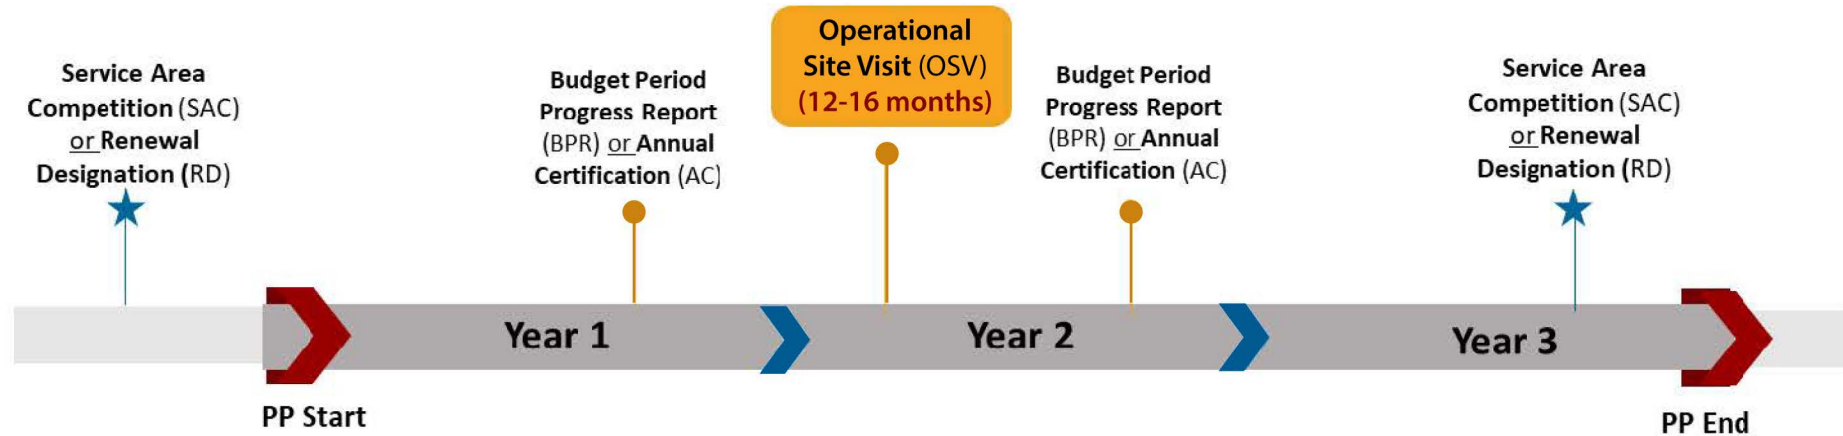 Service Area
Competition (SAC)
or Renewal
Designation (RD)
Budget Period
Progress Report
(BPR) or Annual
Certification (AC)
Operational
Site Visit (OSV)
(12-16 months)
Budget Period
Progress Report
(BPR) or Annual
Certification (AC)
Service Area
Competition (SAC)
or Renewal
Designation (RD)
Year 1
Year 2
Year 3
PP Start
PP End